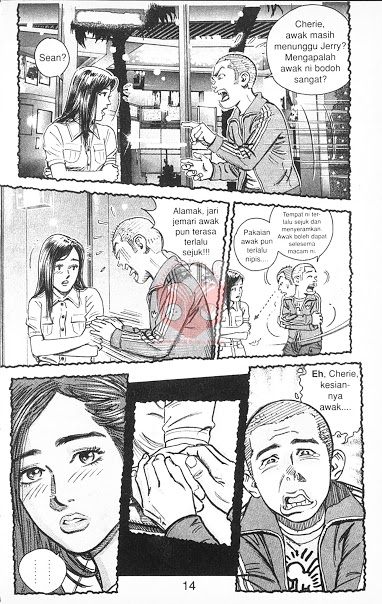 Sean?
Cherie,
awak masih
menunggu Jerry?
Mengapalah
awak ni bodoh
sangat?
Alamak, jari
jemari awak
pun terasa
terlalu
sejuk!!!
Pakaian
awak pun
terlalu
nipis....
Tempat ni ter-
lalu sejuk dan
menyeramkan.
Awak boleh dapat
selesema
macam ni.
Eh, Cherie,
kesian-
nya
awak....
14